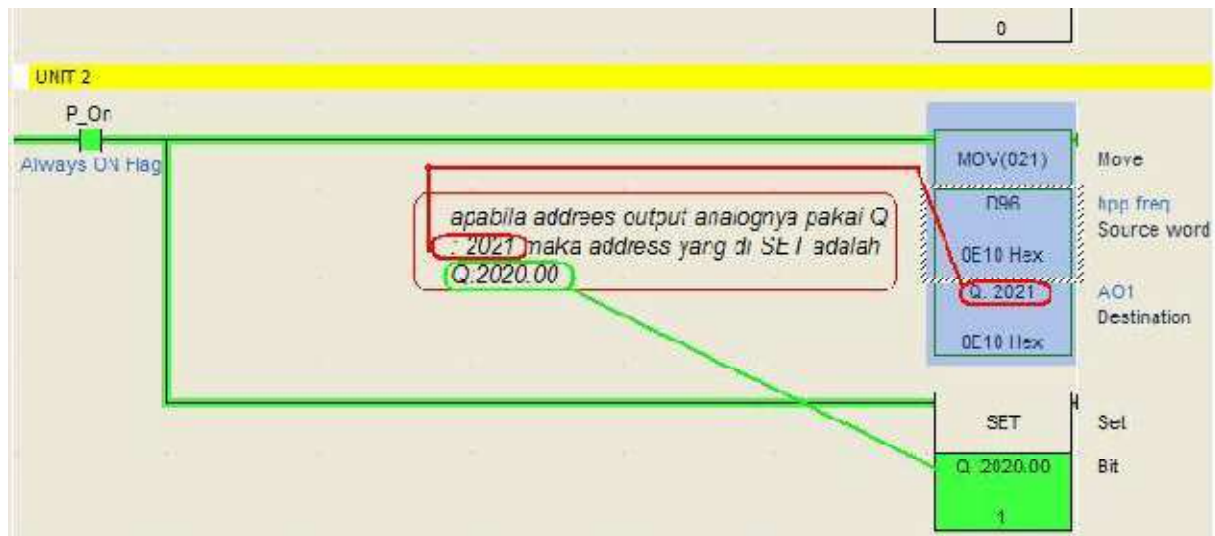 0
UNIT 2
P_On
Always ON Flag
MOV(021)
Move
D96
hpp freq
Source word
0E10 Hex
Q: 2021
AO1
Destination
0E10 Hex
apabila addrees output analognya pakai Q
: 2021 maka address yang di SET adalah
Q:2020.00
SET
Set
Q: 2020.00
Bit
1